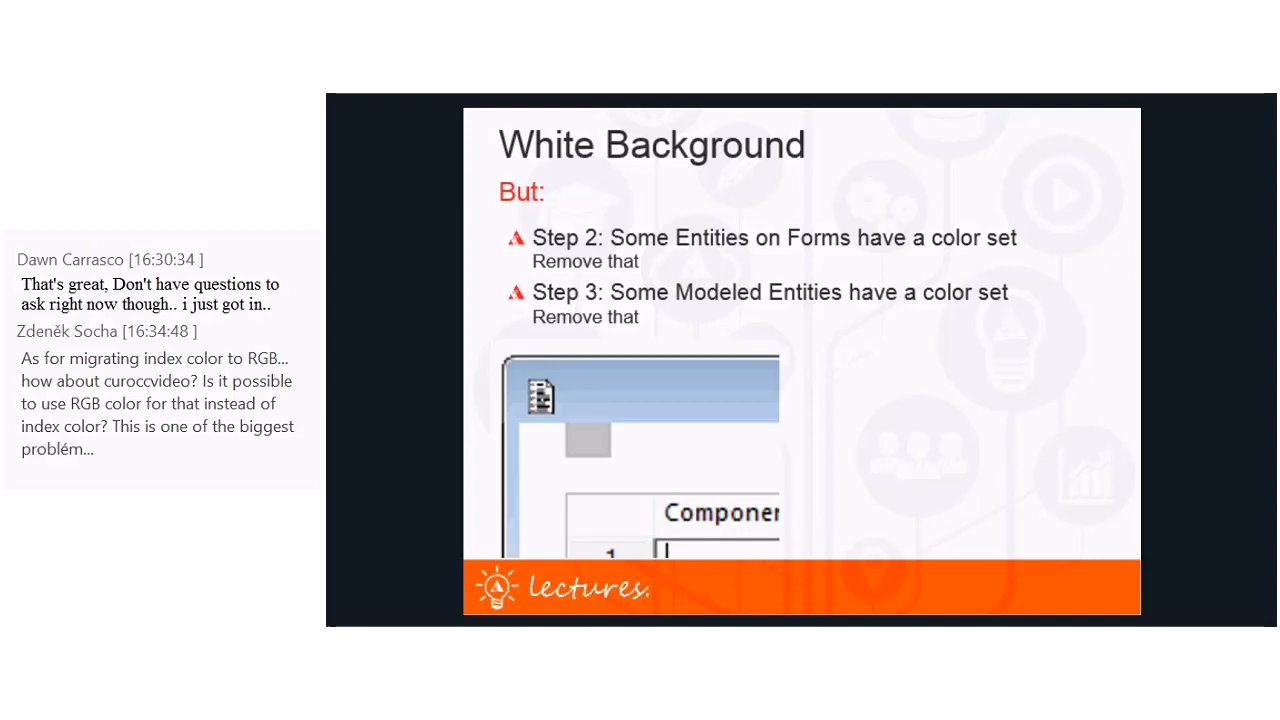 Dawn Carrasco [16:30:34 ]
That's great, Don't have questions to
ask right now though.. i just got in..
Zdeněk Socha [16:34:48 ]
As for migrating index color to RGB...
how about curoccvideo? Is it possible
to use RGB color for that instead of
index color? This is one of the biggest
problém...
White Background
But:
Step 2: Some Entities on Forms have a color set
Remove that
Step 3: Some Modeled Entities have a color set
Remove that
Componen
1
lectures.